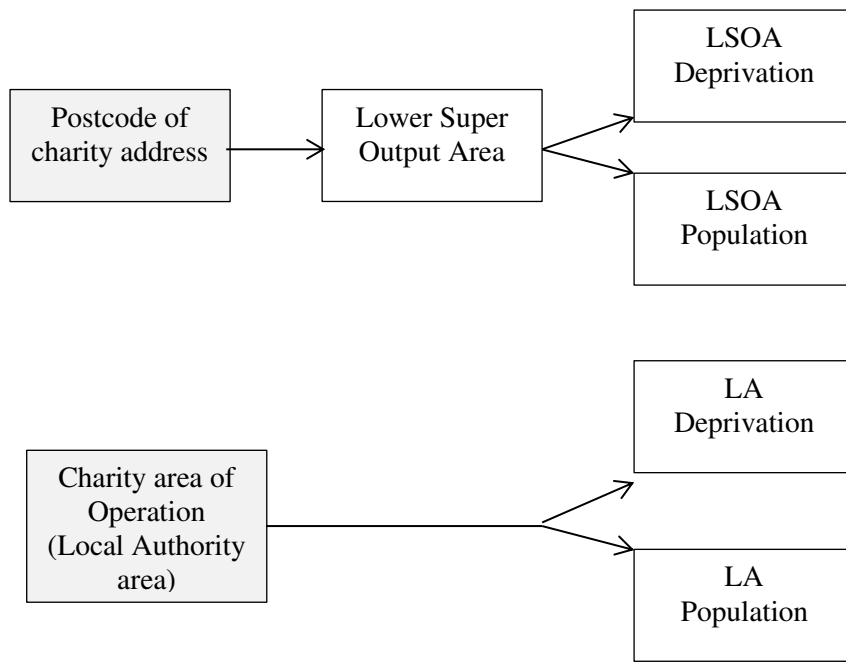 Postcode of
charity address
Lower Super
Output Area
LSOA
Deprivation
LSOA
Population
Charity area of
Operation
(Local Authority
area)
LA
Deprivation
LA
Population